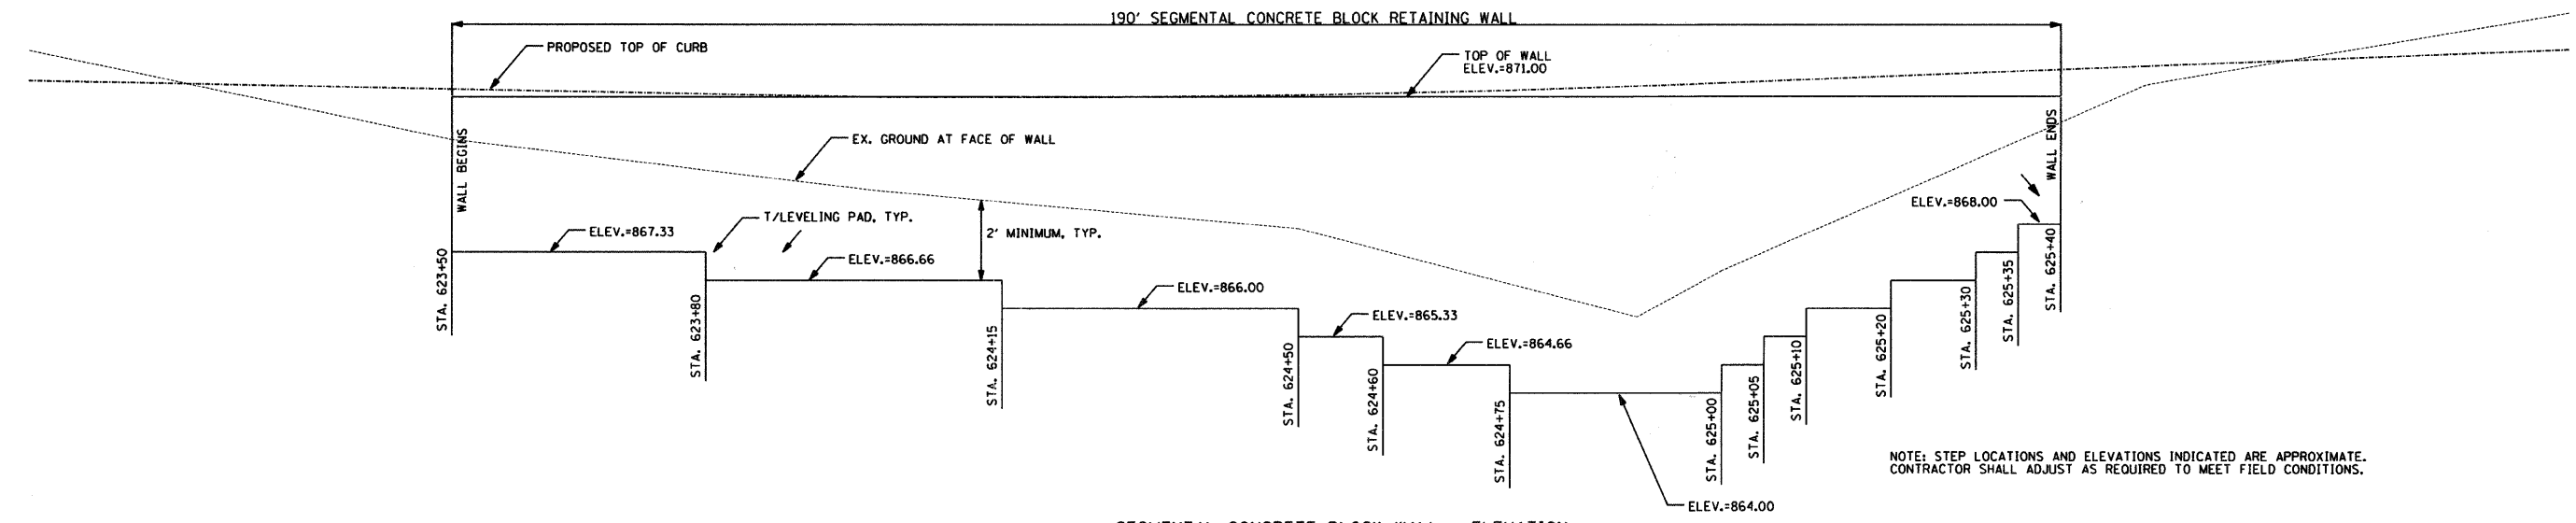 190' SEGMENTAL CONCRETE BLOCK RETAINING WALL
PROPOSED TOP OF CURB
TOP OF WALL
ELEV.=871.00
EX. GROUND AT FACE OF WALL
WALL BEGINS
WALL ENDS
T/LEVELING PAD, TYP.
2' MINIMUM, TYP.
ELEV.=867.33
ELEV.=866.66
ELEV.=866.00
ELEV.=865.33
ELEV.=864.66
ELEV.=864.00
ELEV.=868.00
STA. 623+50
STA. 623+80
STA. 624+15
STA. 624+50
STA. 624+60
STA. 624+75
STA. 625+00
STA. 625+05
STA. 625+10
STA. 625+20
STA. 625+30
STA. 625+35
STA. 625+40
NOTE: STEP LOCATIONS AND ELEVATIONS INDICATED ARE APPROXIMATE.
CONTRACTOR SHALL ADJUST AS REQUIRED TO MEET FIELD CONDITIONS.
SEGMENTAL CONCRETE BLOCK WALL - ELEVATION